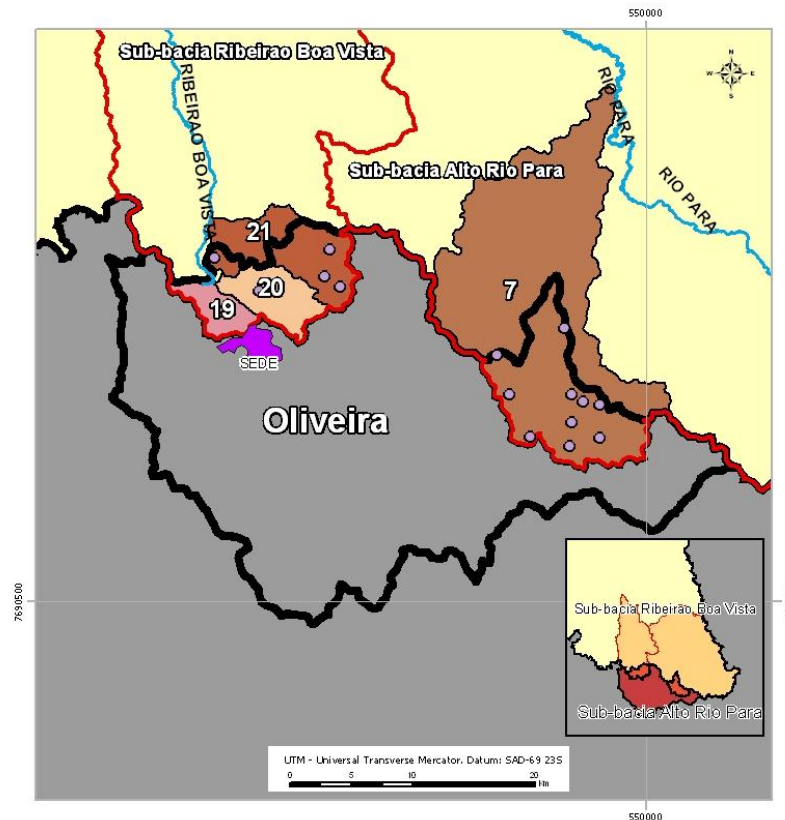 550000
Sub-bacia Ribeirao Boa Vista
N
W E
S
RIBEIRAO BOA VISTA
RIO PARA
Sub-bacia Alto Rio Para
RIO PARA
21
20
7
19
SEDE
Oliveira
7690500
Sub-bacia Ribeirao Boa Vista
Sub-bacia Alto Rio Para
UTM - Universal Transverse Mercator. Datum: SAD-69 23S
0 5 10 20
Km
550000